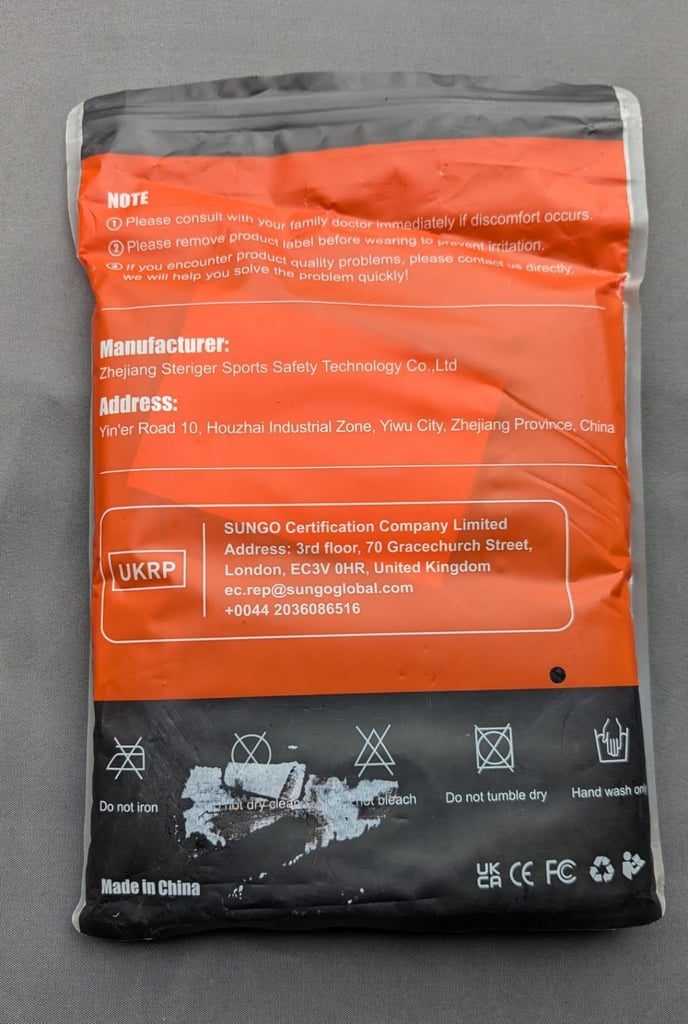 NOTE
① Please consult with your family doctor immediately if discomfort occurs.
② Please remove product label before wearing to prevent irritation.
③ If you encounter product quality problems, please contact us directly,
we will help you solve the problem quickly!
Manufacturer:
Zhejiang Steriger Sports Safety Technology Co.,Ltd
Address:
Yin'er Road 10, Houzhai Industrial Zone, Yiwu City, Zhejiang Province, China
UKRP
SUNGO Certification Company Limited
Address: 3rd floor, 70 Gracechurch Street,
London, EC3V 0HR, United Kingdom
ec.rep@sungoglobal.com
+0044 2036086516
Do not iron
not dry clean
not bleach
Do not tumble dry
Hand wash
Made in China
UK CA CE FC